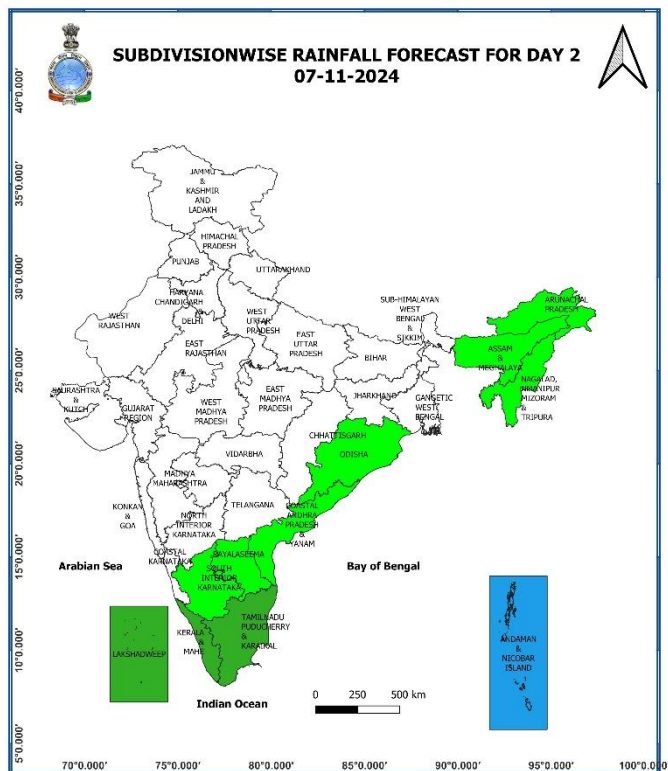 SUBDIVISIONWISE RAINFALL FORECAST FOR DAY 2
07-11-2024
40°0.000'
35°0.000'
30°0.000'
25°0.000'
20°0.000'
15°0.000'
10°0.000'
5°0.000'
JAMMU
&
KASHMIR
AND
LADAKH
HIMACHAL
PRADESH
PUNJAB
UTTARAKHAND
HARYANA
CHANDIGARH
&
DELHI
WEST
RAJASTHAN
WEST
UTTAR
PRADESH
EAST
RAJASTHAN
EAST
UTTAR
PRADESH
SUB-HIMALAYAN
WEST
BENGAL
&
SIKKIM
ARUNACHAL
PRADESH
ASSAM
&
MEGHALAYA
NAGALAD,
MANIPUR
MIZORAM
&
TRIPURA
BIHAR
JHARKHAND
GANGETIC
WEST
BENGAL
SAURASHTRA
&
KUTCH
GUJARAT
REGION
WEST
MADHYA
PRADESH
EAST
MADHYA
PRADESH
CHHATTISGARH
ODISHA
VIDARBHA
MADHYA
MAHARASHTRA
KONKAN
&
GOA
NORTH
INTERIOR
KARNATAKA
TELANGANA
COASTAL
ANDHRA
PRADESH
&
YANAM
COASTAL
KARNATAKA
RAYALASEEMA
SOUTH
INTERIOR
KARNATAKA
Arabian Sea
Bay of Bengal
LAKSHADWEEP
KERALA
&
MAHE
TAMILNADU
PUDUCHERRY
&
KARAIKAL
ANDAMAN
&
NICOBAR
ISLAND
Indian Ocean
0 250 500 km
70°0.000' 75°0.000' 80°0.000' 85°0.000' 90°0.000' 95°0.000' 100°0.000'